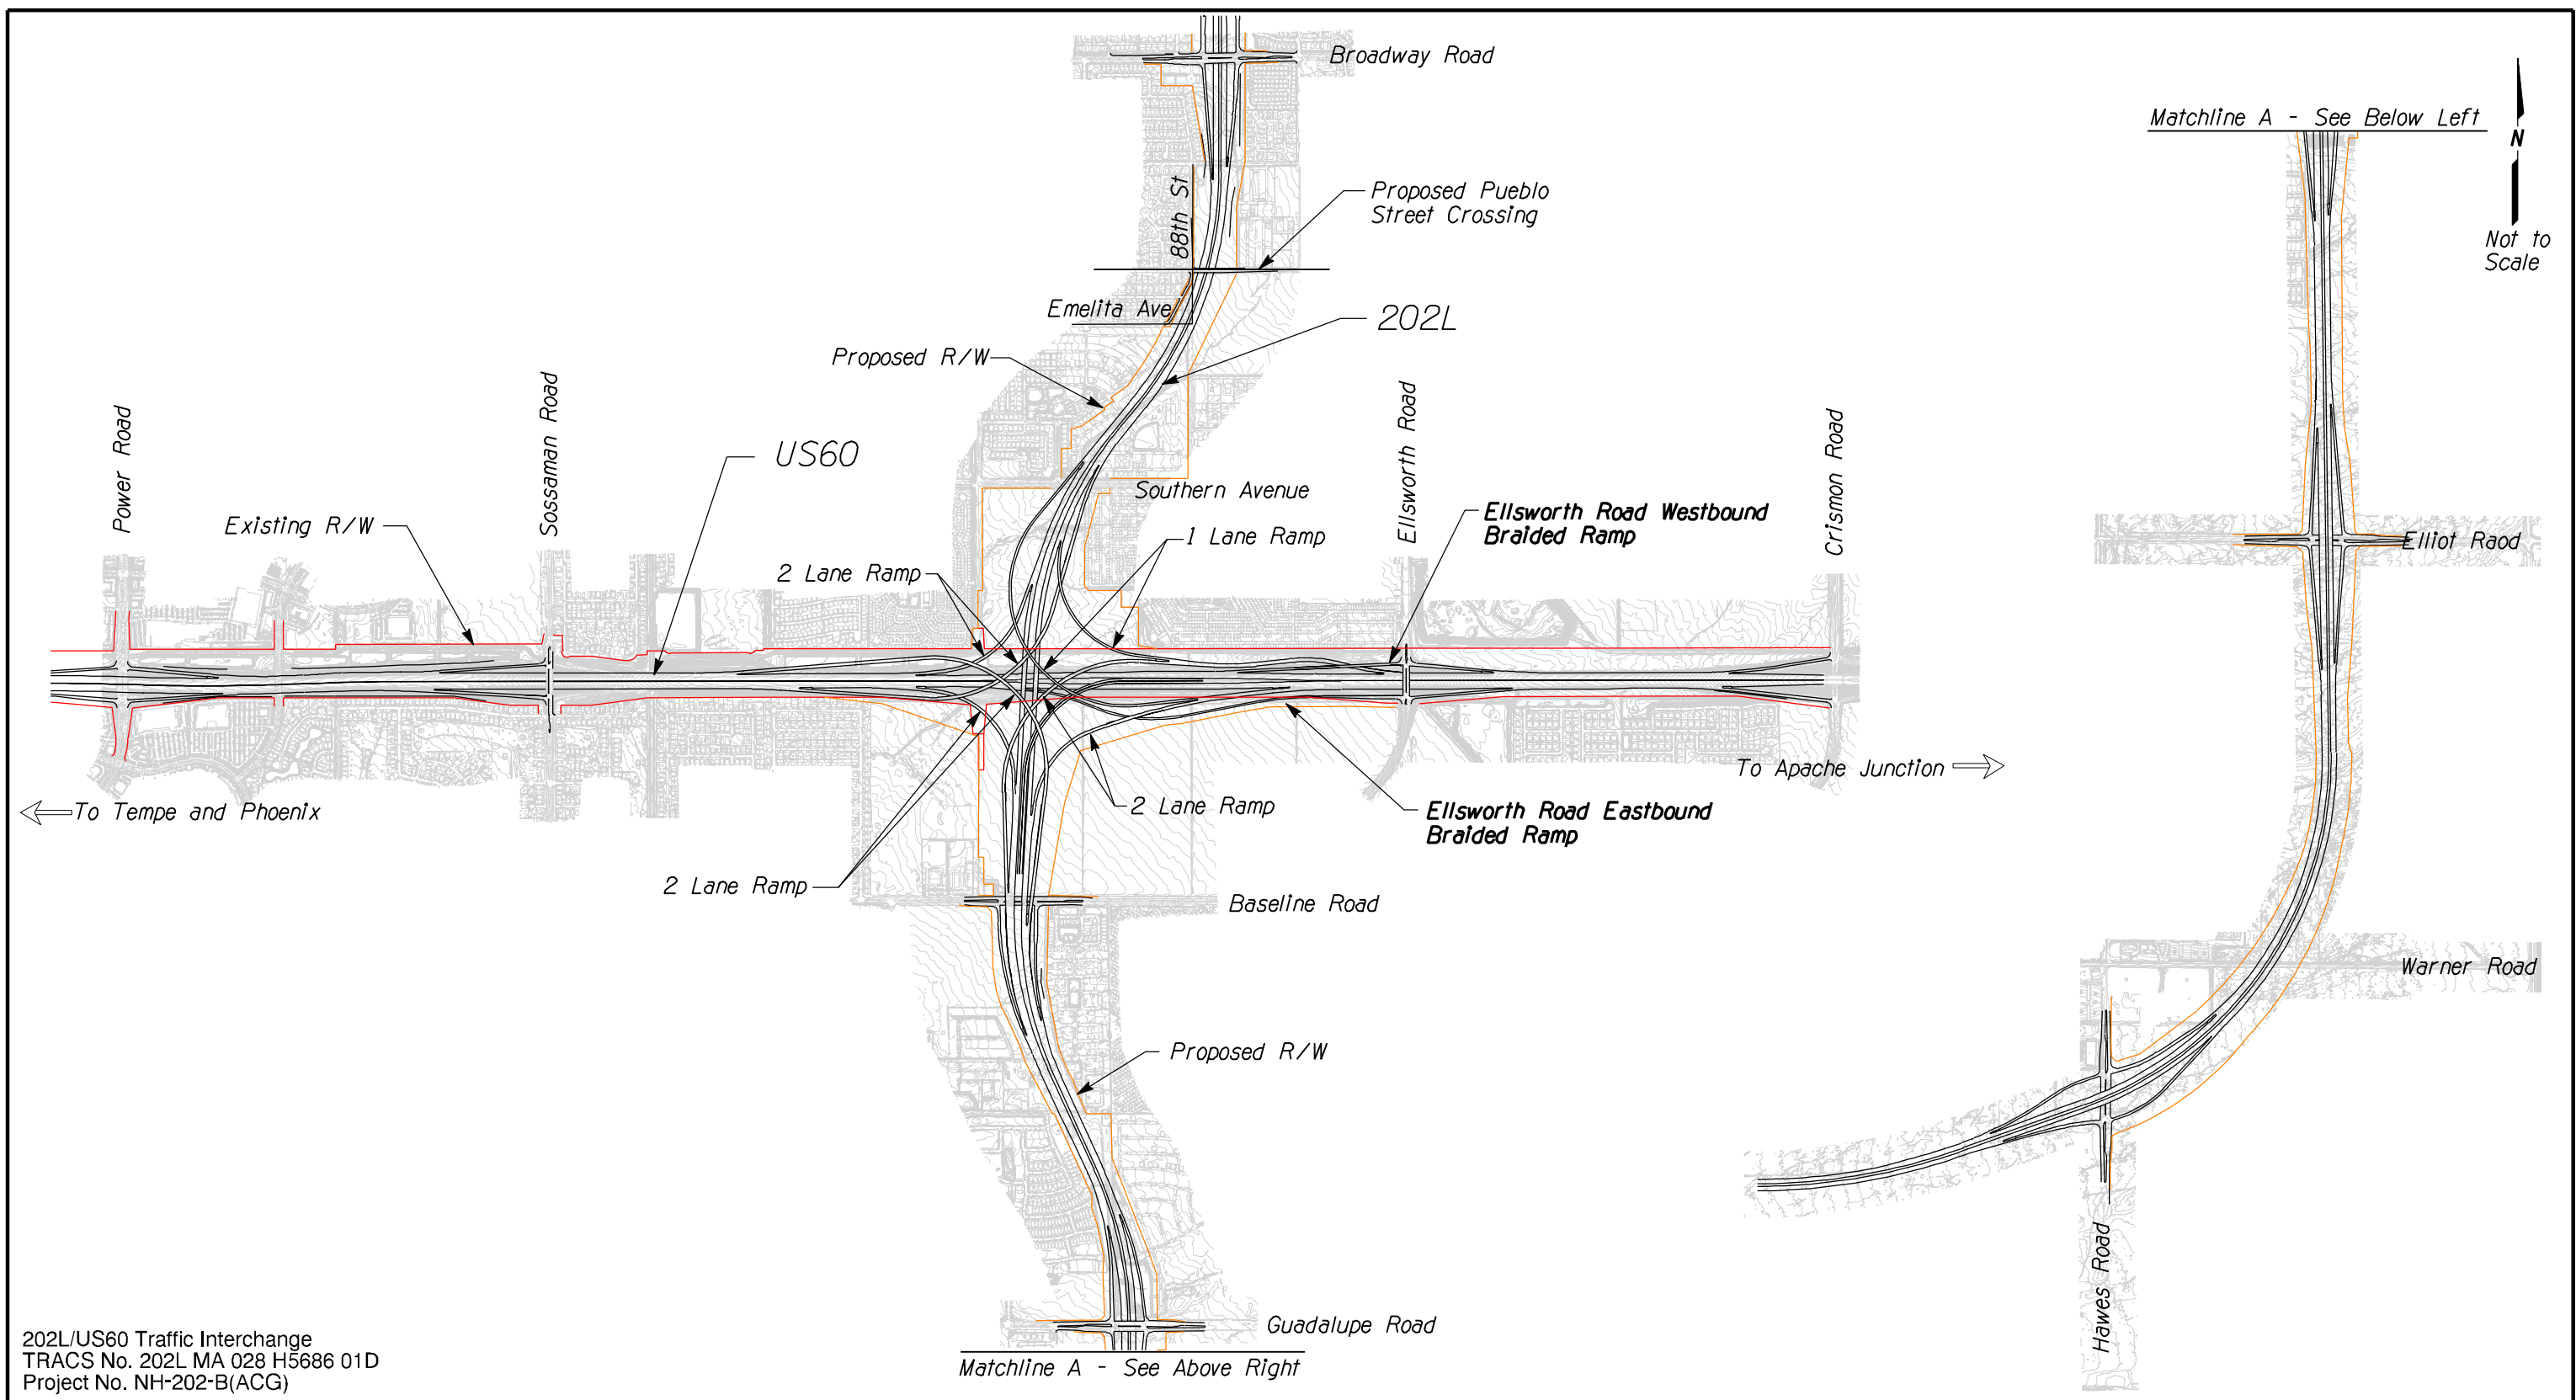 Broadway Road
Matchline A - See Below Left
N
Not to
Scale
88th St
Proposed Pueblo
Street Crossing
Emelita Ave
202L
Proposed R/W
Power Road
Sossaman Road
Ellsworth Road
Crismon Road
US60
Southern Avenue
Existing R/W
Ellsworth Road Westbound
Braided Ramp
1 Lane Ramp
2 Lane Ramp
Elliot Raod
To Apache Junction
To Tempe and Phoenix
2 Lane Ramp
Ellsworth Road Eastbound
Braided Ramp
2 Lane Ramp
Baseline Road
Warner Road
Proposed R/W
Hawes Road
Guadalupe Road
Matchline A - See Above Right
202L/US60 Traffic Interchange
TRACS No. 202L MA 028 H5686 01D
Project No. NH-202-B(ACG)